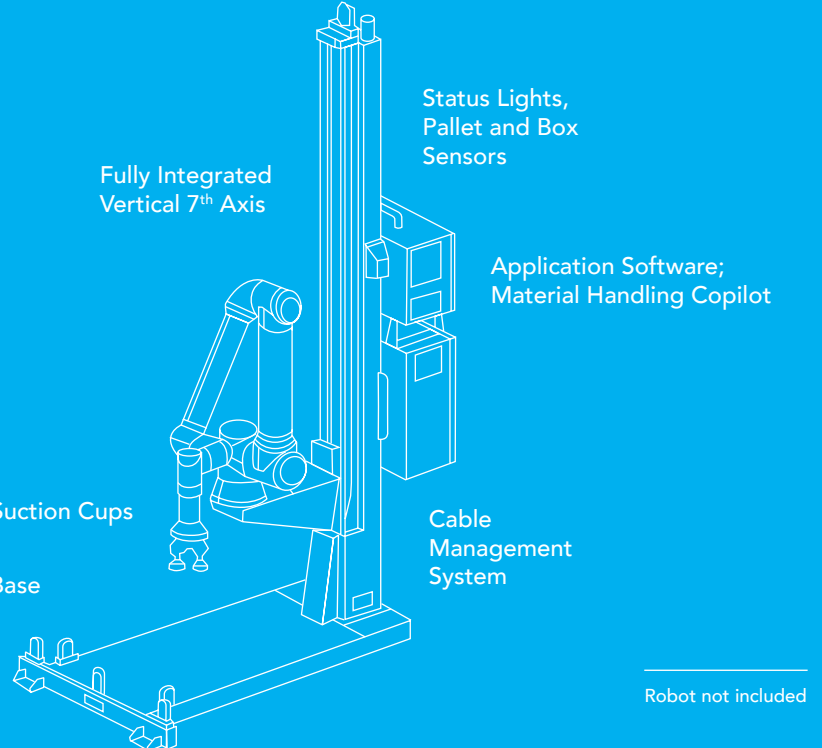 Status Lights,
Pallet and Box
Sensors
Fully Integrated
Vertical 7th Axis
Application Software;
Material Handling Copilot
Suction Cups
Cable
Management
System
Base
Robot not included